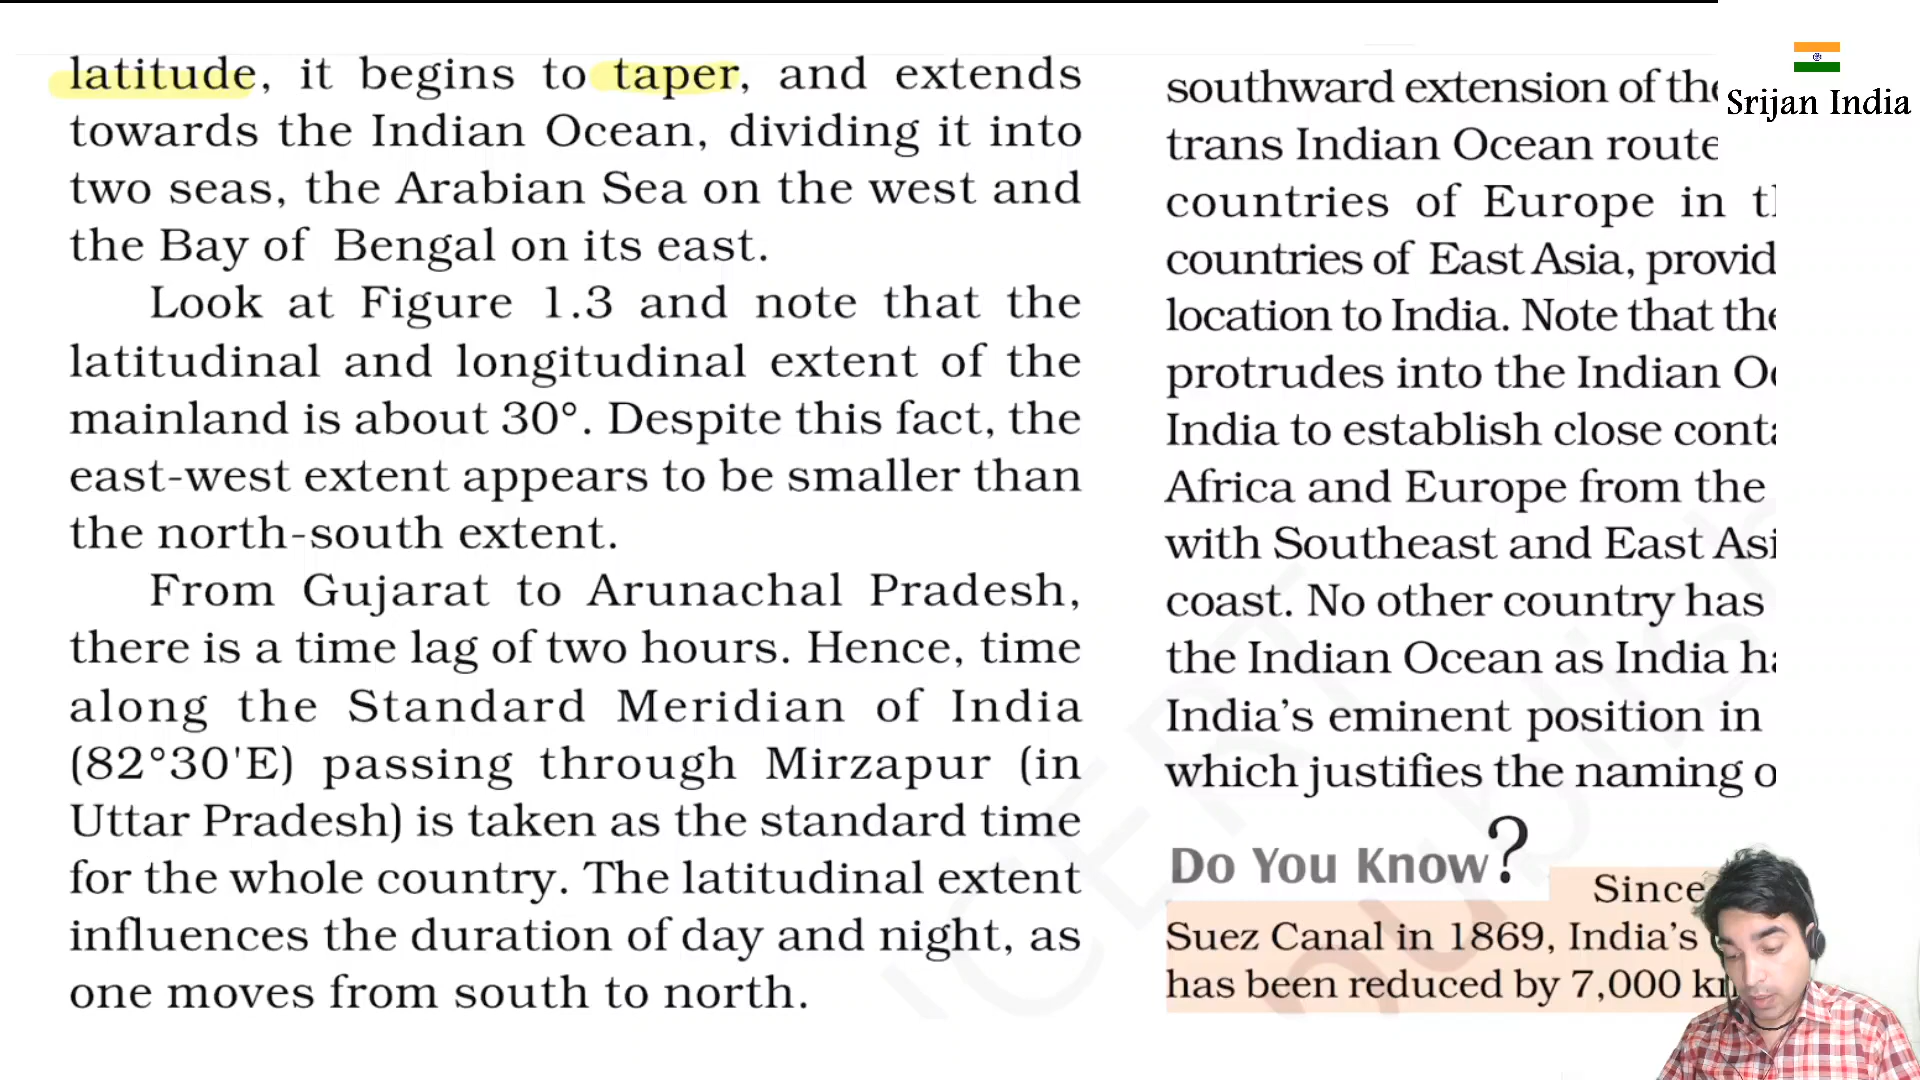 latitude, it begins to taper, and extends
towards the Indian Ocean, dividing it into
two seas, the Arabian Sea on the west and
the Bay of Bengal on its east.
Look at Figure 1.3 and note that the
latitudinal and longitudinal extent of the
mainland is about 30°. Despite this fact, the
east-west extent appears to be smaller than
the north-south extent.
From Gujarat to Arunachal Pradesh,
there is a time lag of two hours. Hence, time
along the Standard Meridian of India
(82°30'E) passing through Mirzapur (in
Uttar Pradesh) is taken as the standard time
for the whole country. The latitudinal extent
influences the duration of day and night, as
one moves from south to north.
southward extension of the
trans Indian Ocean route
countries of Europe in
countries of East Asia, provid
location to India. Note that the
protrudes into the Indian
India to establish close
Africa and Europe from the
with Southeast and East
coast. No other country has
the Indian Ocean as India
India's eminent position in
which justifies the naming
Do You Know?
Since
Suez Canal in 1869, India's
has been reduced by 7,000
Srijan India